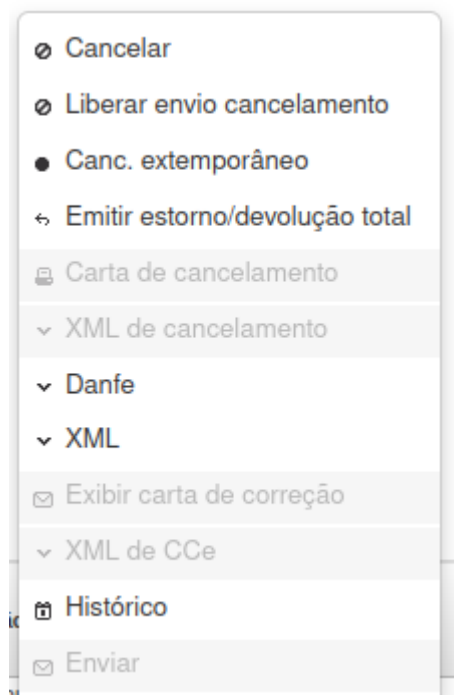 Cancelar
Liberar envio cancelamento
Canc. extemporâneo
Emitir estorno/devolução total
Carta de cancelamento
XML de cancelamento
Danfe
XML
Exibir carta de correção
XML de CCe
Histórico
Enviar